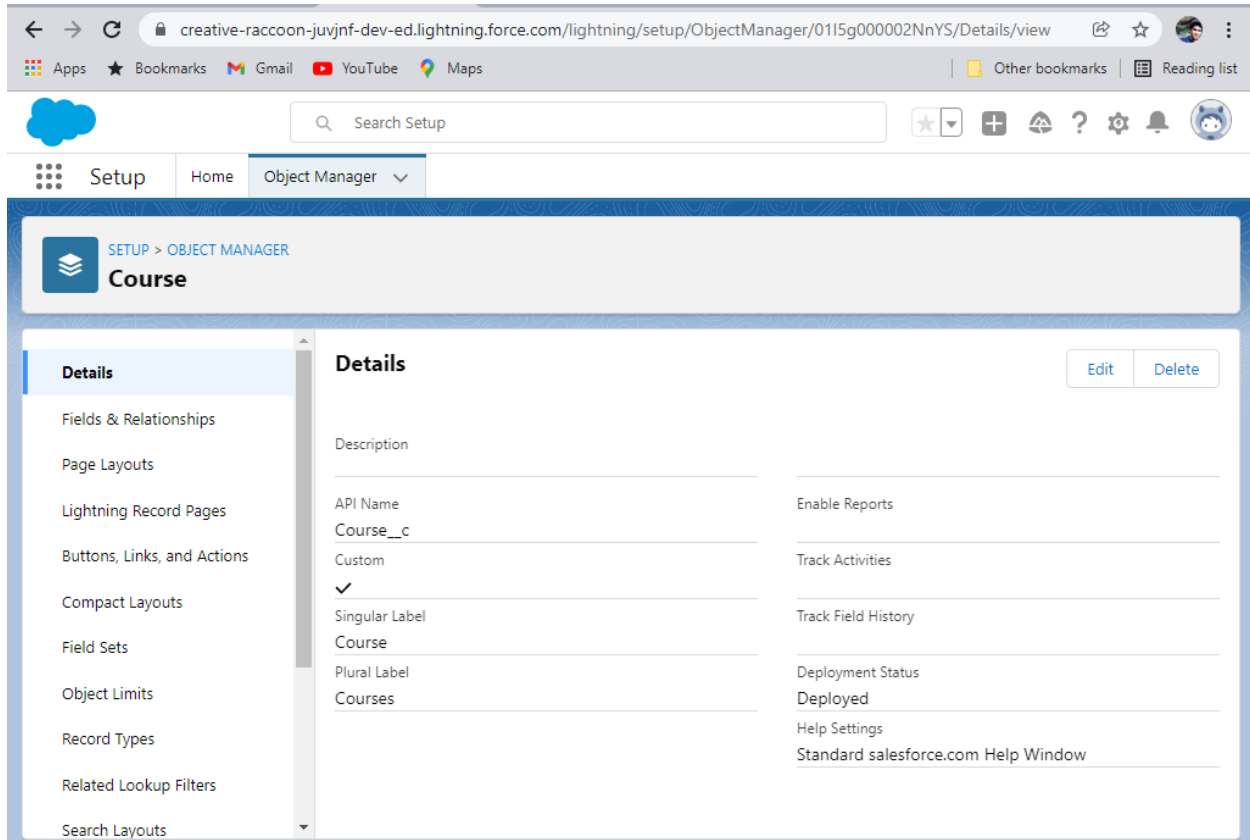 creative-raccoon-juvjnf-dev-ed.lightning.force.com/lightning/setup/ObjectManager/01I5g000002NnYS/Details/view
Apps Bookmarks Gmail YouTube Maps Other bookmarks Reading list
Search Setup
Setup Home Object Manager
SETUP > OBJECT MANAGER
Course
Details
Fields & Relationships
Page Layouts
Lightning Record Pages
Buttons, Links, and Actions
Compact Layouts
Field Sets
Object Limits
Record Types
Related Lookup Filters
Search Layouts
Details
Edit Delete
Description
API Name
Course__c
Custom
Singular Label
Course
Plural Label
Courses
Enable Reports
Track Activities
Track Field History
Deployment Status
Deployed
Help Settings
Standard salesforce.com Help Window